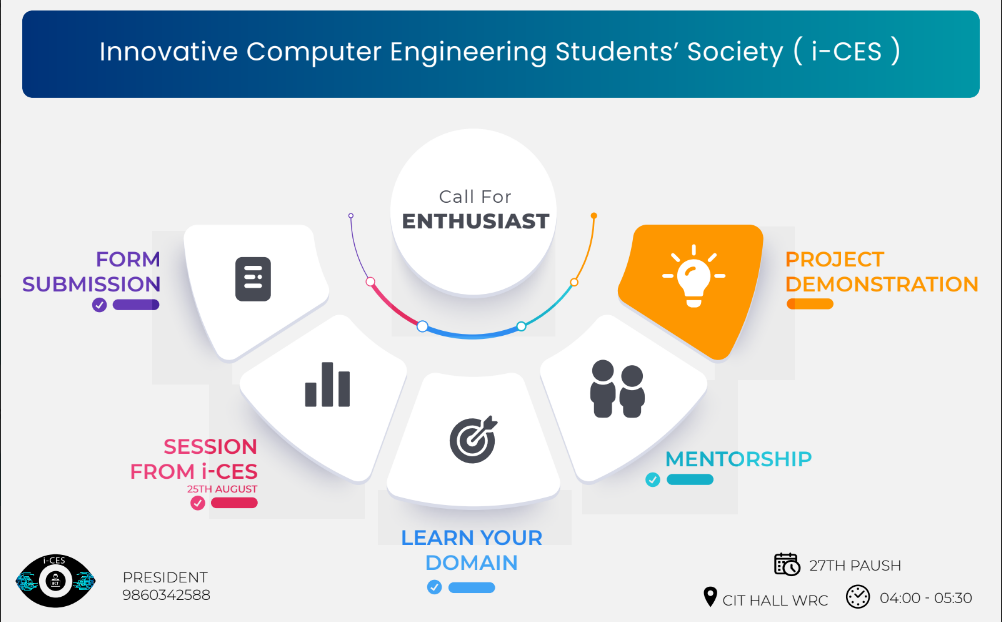 Innovative Computer Engineering Students' Society ( i-CES )
Call For
ENTHUSIAST
FORM
SUBMISSION
PROJECT
DEMONSTRATION
SESSION
FROM i-CES
25TH AUGUST
MENTORSHIP
LEARN YOUR
DOMAIN
i-CES
PRESIDENT
9860342588
27TH PAUSH
CIT HALL WRC
04:00 - 05:30